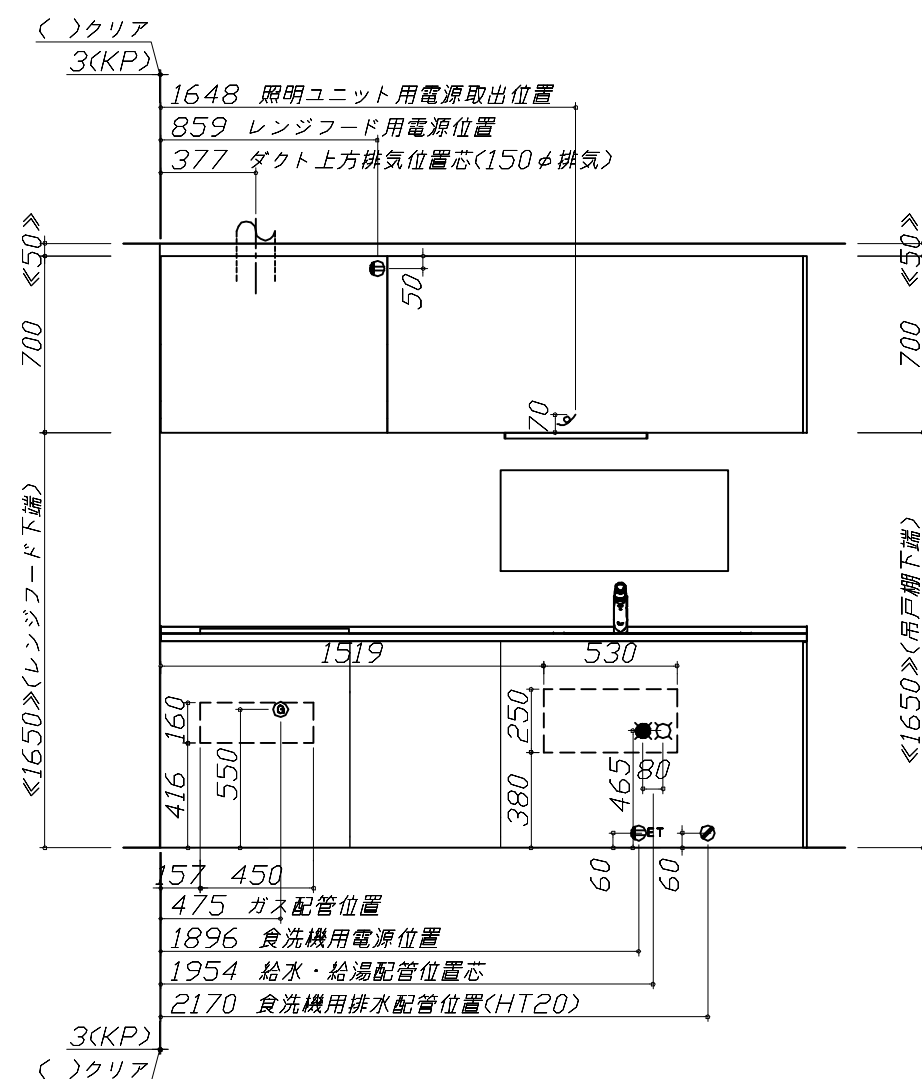 ( )クリア
3(KP)
1648 照明ユニット用電源取出位置
859 レンジフード用電源位置
377 ダクト上方排気位置芯(150φ排気)
≪50≫
≪50≫
50
700
700
70
≪1650≫(レンジフード下端)
≪1650≫(吊戸棚下端)
1519
530
160
G
250
550
465
80
416
380
ET
60
60
157
450
475 ガス配管位置
1896 食洗機用電源位置
1954 給水・給湯配管位置芯
2170 食洗機用排水配管位置(HT20)
3(KP)
( )クリア